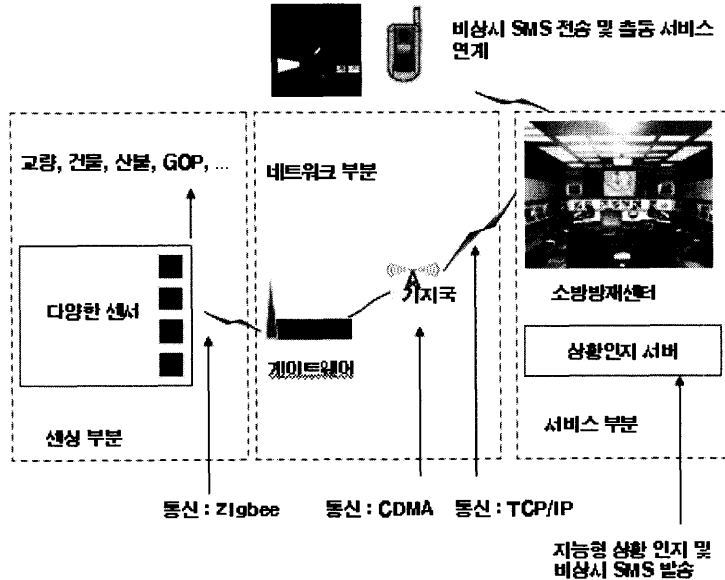 비상시 SMS 전송 및 출동 서비스
연계
교량, 건물, 산불, GOP, ...
네트워크 부분
다양한 센서
기지국
소방방재센터
게이트웨어
상황인지 서버
센싱 부분
서비스 부분
통신 : Zigbee
통신 : CDMA
통신 : TCP/IP
지능형 상황 인지 및
비상시 SMS 발송